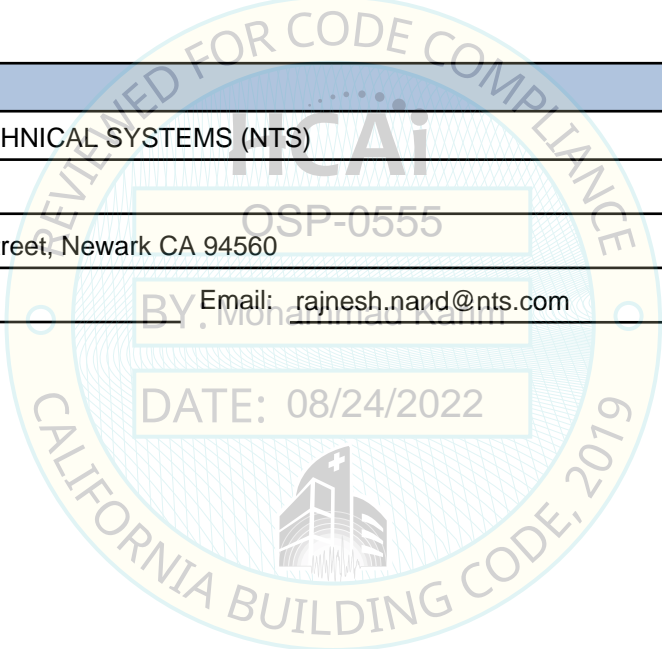 REVIEWED FOR CODE COMPLIANCE
HCAi
HNICAL SYSTEMS (NTS)
OSP-0555
reet, Newark CA 94560
Email: rajnesh.nand@nts.com
BY: Mohammad Karim
DATE: 08/24/2022
CALIFORNIA BUILDING CODE, 2019